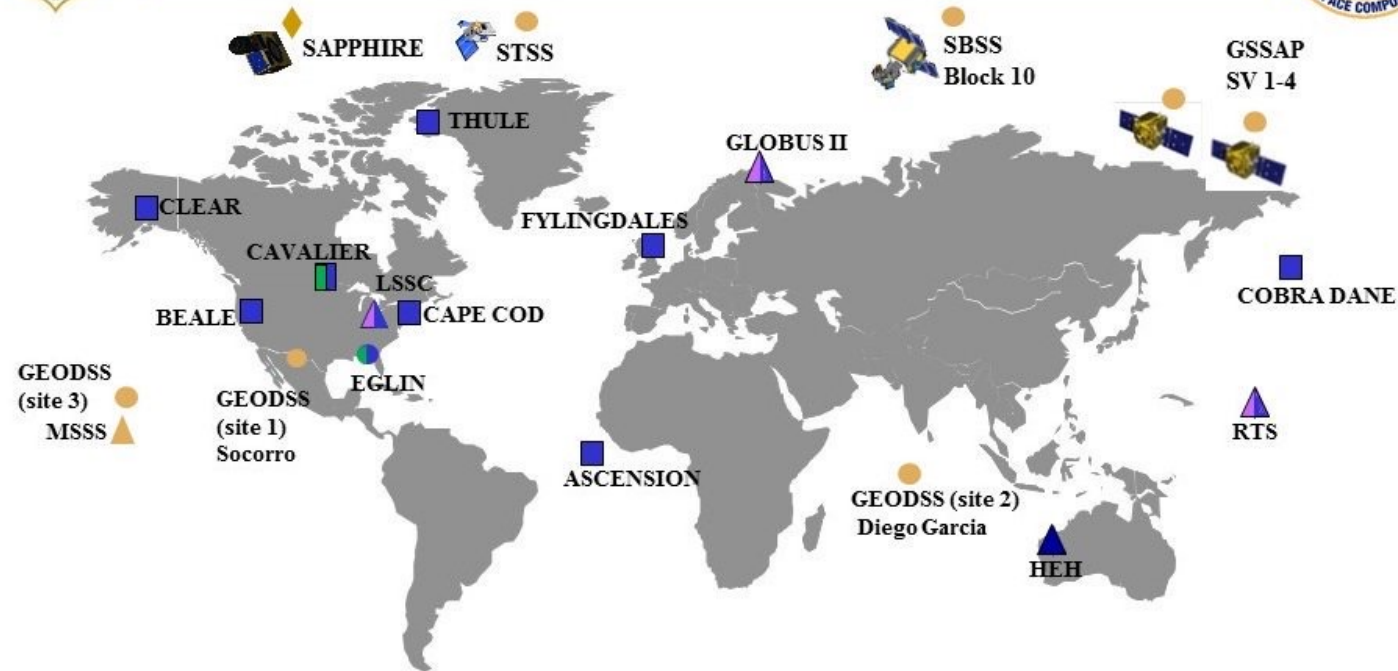 PACE COMPO
SAPPHIRE
STSS
SBSS
Block 10
GSSAP
SV 1-4
THULE
GLOBUS II
CLEAR
FYLINGDALES
CAVALIER
LSSC
BEALE
CAPE COD
COBRA DANE
EGLIN
GEODSS
(site 3)
MSSS
GEODSS
(site 1)
Socorro
RTS
ASCENSION
GEODSS (site 2)
Diego Garcia
HEH